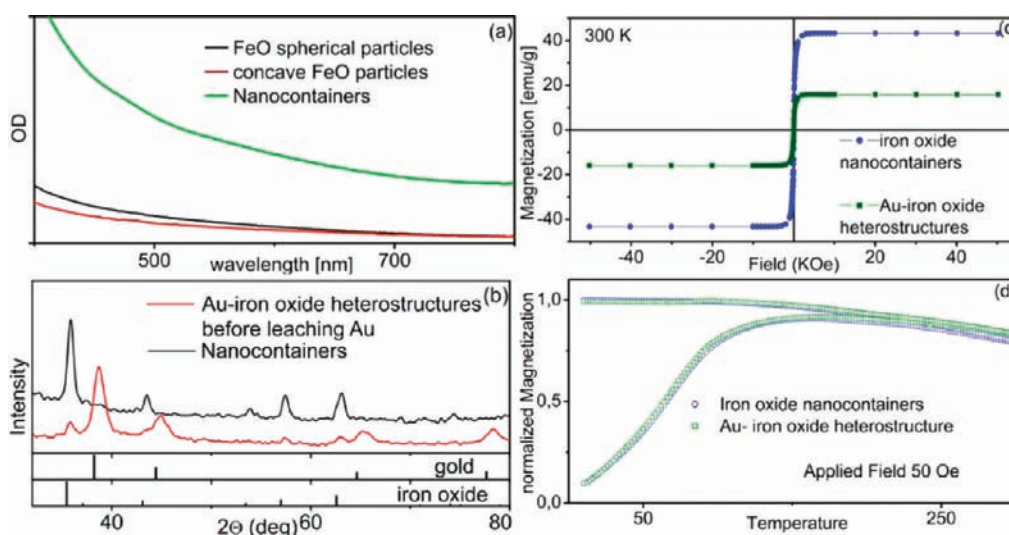 (a)
FeO spherical particles
concave FeO particles
Nanocontainers
OD
500
700
wavelength [nm]
(b)
Au-iron oxide heterostructures
before leaching Au
Nanocontainers
Intensity
gold
iron oxide
40
60
80
2Θ (deq)
300 K
Magnetization [emu/g]
40
20
0
-20
-40
iron oxide
nanocontainers
Au-iron oxide
heterostructures
-40
-20
0
20
40
Field (KOe)
(d)
normalized Magnetization
1,0
0,5
0,0
Iron oxide nanocontainers
Au- iron oxide heterostructure
Applied Field 50 Oe
50
250
Temperature